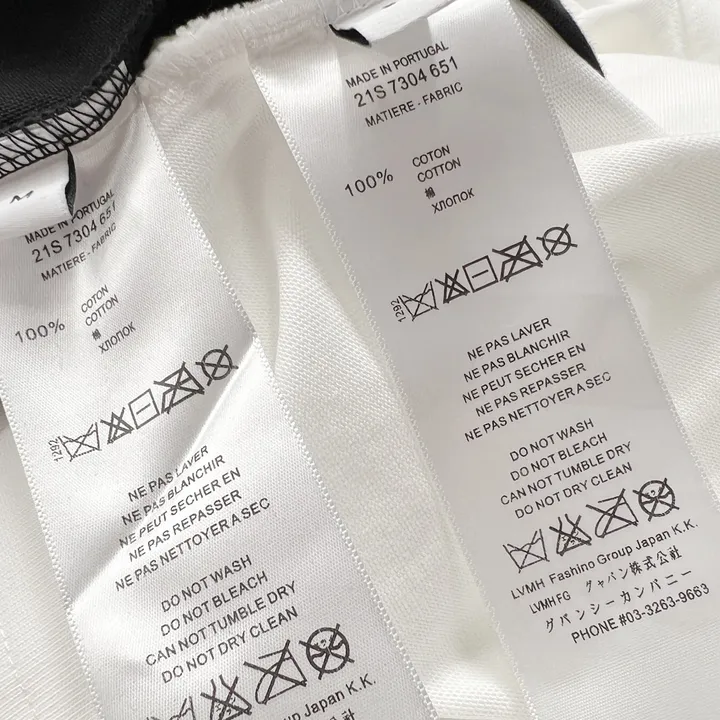 MADE IN PORTUGAL
21S 7304 651
MATIERE - FABRIC
100%
COTON
COTTON
棉
ХЛОПОК
1292
NE PAS LAVER
NE PAS BLANCHIR
NE PEUT SECHER EN
NE PAS REPASSER
NE PAS NETTOYER A SEC
DO NOT WASH
DO NOT BLEACH
CAN NOT TUMBLE DRY
DO NOT DRY CLEAN
LVMH Fashino Group Japan K.K.
MADE IN PORTUGAL
21S 7304 651
MATIERE - FABRIC
100%
COTON
COTTON
棉
ХЛОПОК
1292
NE PAS LAVER
NE PAS BLANCHIR
NE PEUT SECHER EN
NE PAS REPASSER
NE PAS NETTOYER A SEC
DO NOT WASH
DO NOT BLEACH
CAN NOT TUMBLE DRY
DO NOT DRY CLEAN
LVMH Fashino Group Japan K.K.
LVMH FG グャパン株式会社
グバンシーカンパニー
PHONE #03-3263-9663